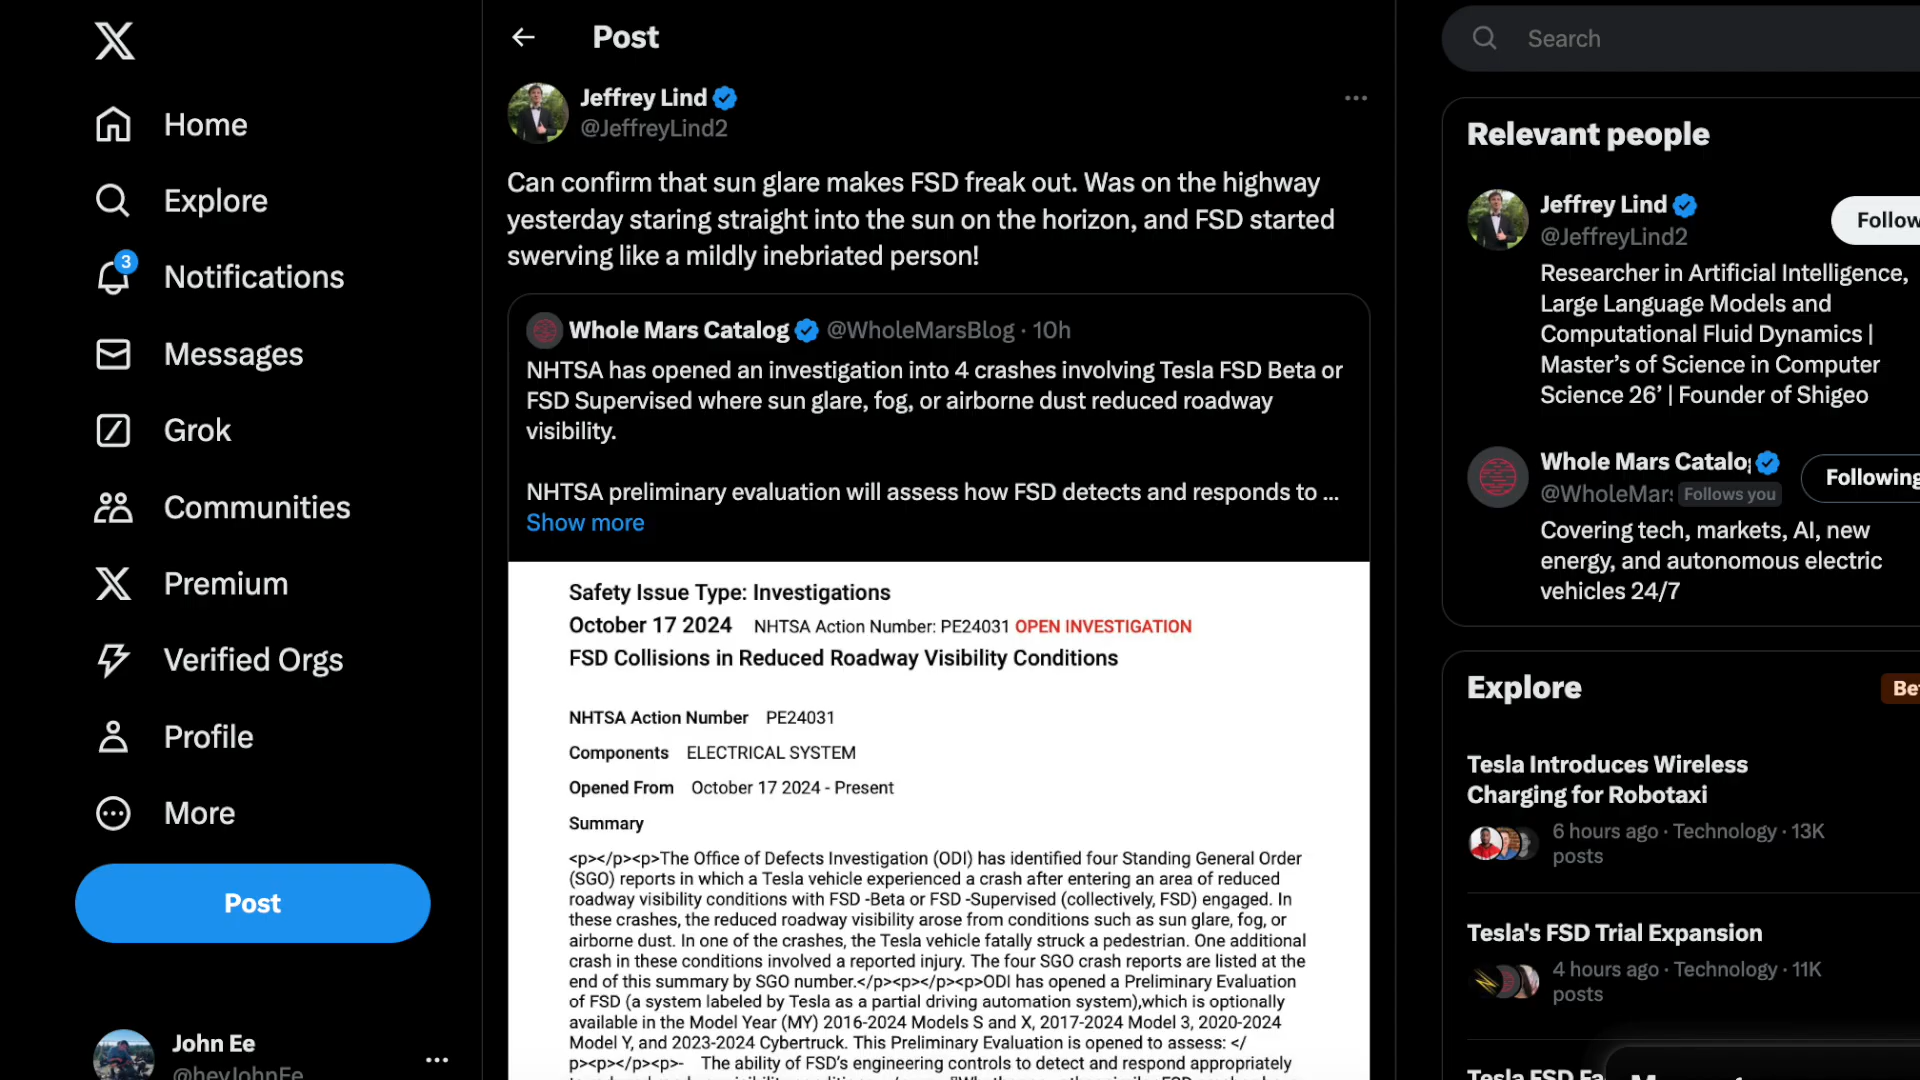 Home
Explore
3
Notifications
Messages
Grok
Communities
Premium
Verified Orgs
Profile
More
Post
John Ee
@heyJohnEe
Post
Jeffrey Lind
@JeffreyLind2
Can confirm that sun glare makes FSD freak out. Was on the highway
yesterday staring straight into the sun on the horizon, and FSD started
swerving like a mildly inebriated person!
Whole Mars Catalog @WholeMarsBlog · 10h
NHTSA has opened an investigation into 4 crashes involving Tesla FSD Beta or
FSD Supervised where sun glare, fog, or airborne dust reduced roadway
visibility.
NHTSA preliminary evaluation will assess how FSD detects and responds to ...
Show more
Safety Issue Type: Investigations
October 17 2024 NHTSA Action Number: PE24031 OPEN INVESTIGATION
FSD Collisions in Reduced Roadway Visibility Conditions
NHTSA Action Number PE24031
Components ELECTRICAL SYSTEM
Opened From October 17 2024 - Present
Summary
<p></p><p>The Office of Defects Investigation (ODI) has identified four Standing General Order
(SGO) reports in which a Tesla vehicle experienced a crash after entering an area of reduced
roadway visibility conditions with FSD -Beta or FSD -Supervised (collectively, FSD) engaged. In
these crashes, the reduced roadway visibility arose from conditions such as sun glare, fog, or
airborne dust. In one of the crashes, the Tesla vehicle fatally struck a pedestrian. One additional
crash in these conditions involved a reported injury. The four SGO crash reports are listed at the
end of this summary by SGO number.</p><p></p><p>ODI has opened a Preliminary Evaluation
of FSD (a system labeled by Tesla as a partial driving automation system),which is optionally
available in the Model Year (MY) 2016-2024 Models S and X, 2017-2024 Model 3, 2020-2024
Model Y, and 2023-2024 Cybertruck. This Preliminary Evaluation is opened to assess: </
p><p></p><p>- The ability of FSD's engineering controls to detect and respond appropriately
Search
Relevant people
Jeffrey Lind
@JeffreyLind2
Follow
Researcher in Artificial Intelligence,
Large Language Models and
Computational Fluid Dynamics |
Master's of Science in Computer
Science 26' | Founder of Shigeo
Whole Mars Catalo
@WholeMar Follows you
Following
Covering tech, markets, AI, new
energy, and autonomous electric
vehicles 24/7
Explore
Be
Tesla Introduces Wireless
Charging for Robotaxi
6 hours ago · Technology · 13K
posts
Tesla's FSD Trial Expansion
4 hours ago · Technology · 11K
posts
Tesla FSD Fa